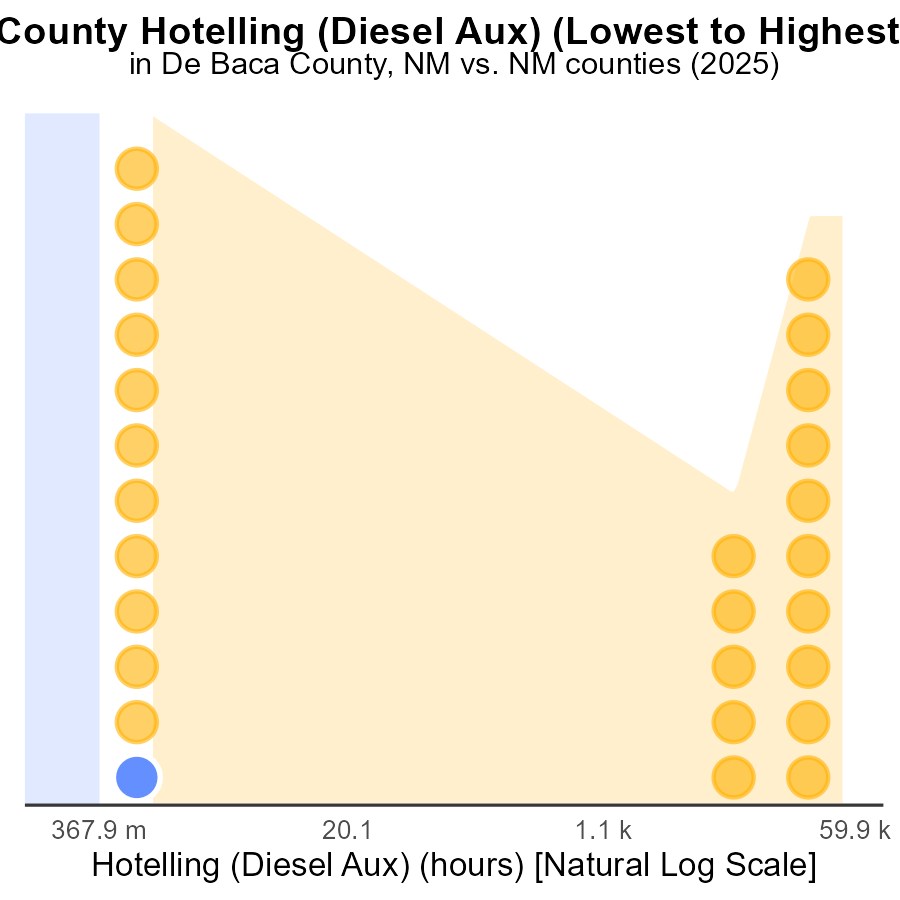 County Hotelling (Diesel Aux) (Lowest to Highest
in De Baca County, NM vs. NM counties (2025)
367.9 m 20.1 1.1 k 59.9 k
Hotelling (Diesel Aux) (hours) [Natural Log Scale]